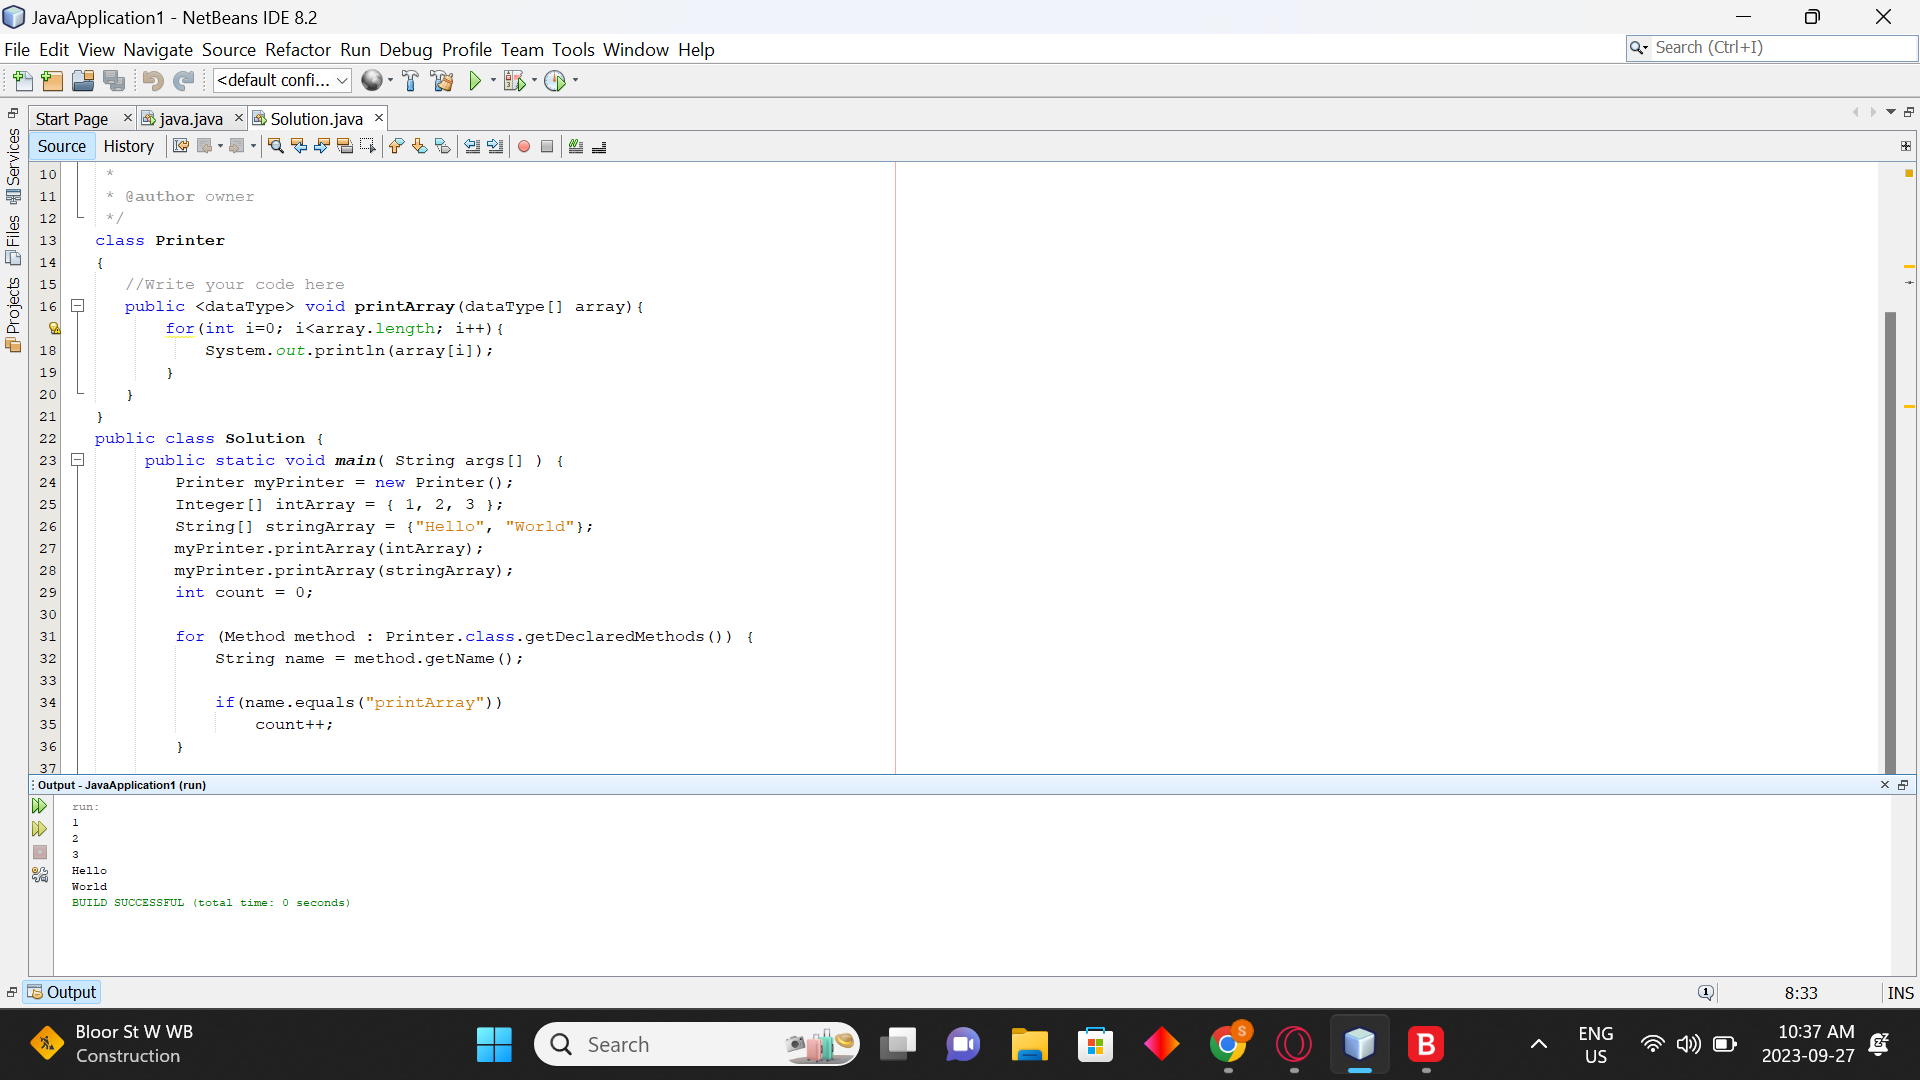 JavaApplication1 - NetBeans IDE 8.2
File Edit View Navigate Source Refactor Run Debug Profile Team Tools Window Help
Search (Ctrl+I)
<default confi...
Start Page
java.java
Solution.java
Source History
Services
Files
Projects
10 *
11 * @author owner
12 */
13 class Printer
14 {
15 //Write your code here
16 public <dataType> void printArray(dataType[] array){
for(int i=0; i<array.length; i++){
18 System.out.println(array[i]);
19 }
20 }
21 }
22 public class Solution {
23 public static void main( String args[] ) {
24 Printer myPrinter = new Printer();
25 Integer[] intArray = { 1, 2, 3 };
26 String[] stringArray = {"Hello", "World"};
27 myPrinter.printArray(intArray);
28 myPrinter.printArray(stringArray);
29 int count = 0;
30
31 for (Method method : Printer.class.getDeclaredMethods()) {
32 String name = method.getName();
33
34 if(name.equals("printArray"))
35 count++;
36 }
37
Output - JavaApplication1 (run)
run:
1
2
3
Hello
World
BUILD SUCCESSFUL (total time: 0 seconds)
Output
1
8:33
INS
Bloor St W WB
Construction
Search
S
B
ENG
US
10:37 AM
2023-09-27